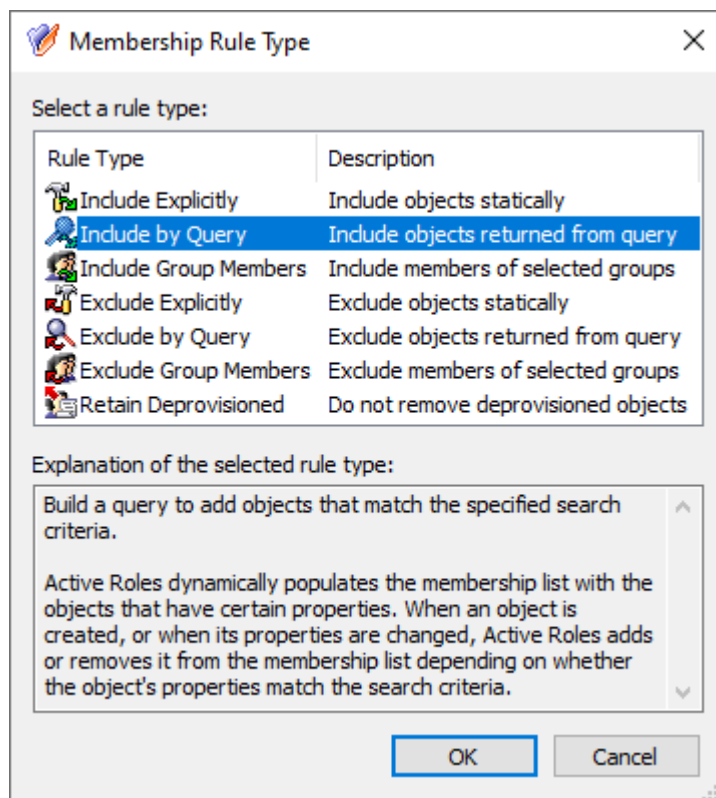 Membership Rule Type
Select a rule type:
Rule Type Description
Include Explicitly Include objects statically
Include by Query Include objects returned from query
Include Group Members Include members of selected groups
Exclude Explicitly Exclude objects statically
Exclude by Query Exclude objects returned from query
Exclude Group Members Exclude members of selected groups
Retain Deprovisioned Do not remove deprovisioned objects
Explanation of the selected rule type:
Build a query to add objects that match the specified search
criteria.
Active Roles dynamically populates the membership list with the
objects that have certain properties. When an object is
created, or when its properties are changed, Active Roles adds
or removes it from the membership list depending on whether
the object's properties match the search criteria.
OK Cancel